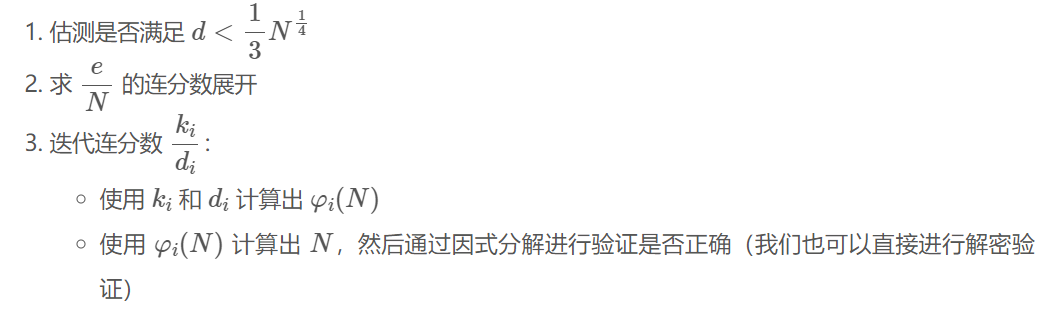 1. 估测是否满足 d < \frac{1}{3}N^{\frac{1}{4}}
2. 求 \frac{e}{N} 的连分数展开
3. 迭代连分数 \frac{k_i}{d_i}:
◦ 使用 k_i 和 d_i 计算出 φ_i(N)
◦ 使用 φ_i(N) 计算出 N,然后通过因式分解进行验证是否正确(我们也可以直接进行解密验
证)